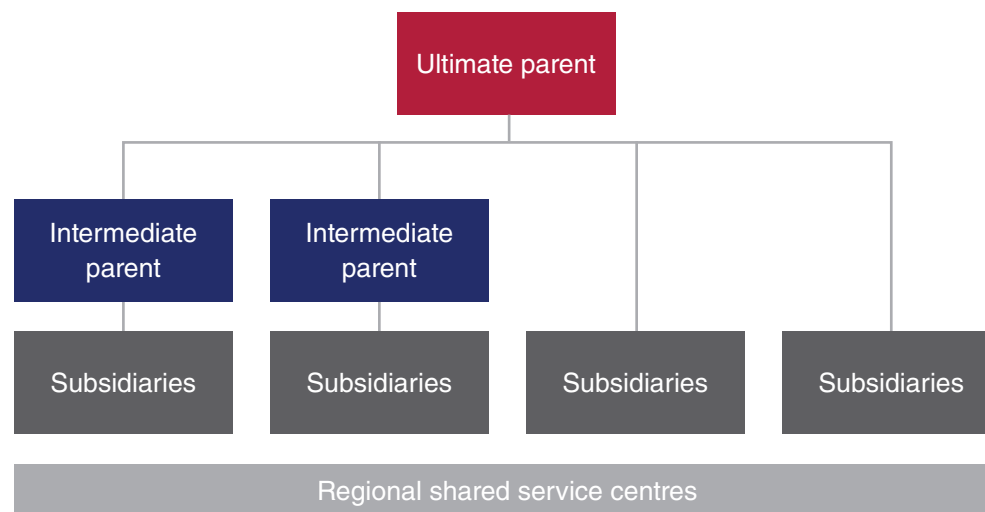 Ultimate parent
Intermediate
parent
Intermediate
parent
Subsidiaries
Subsidiaries
Subsidiaries
Subsidiaries
Regional shared service centres